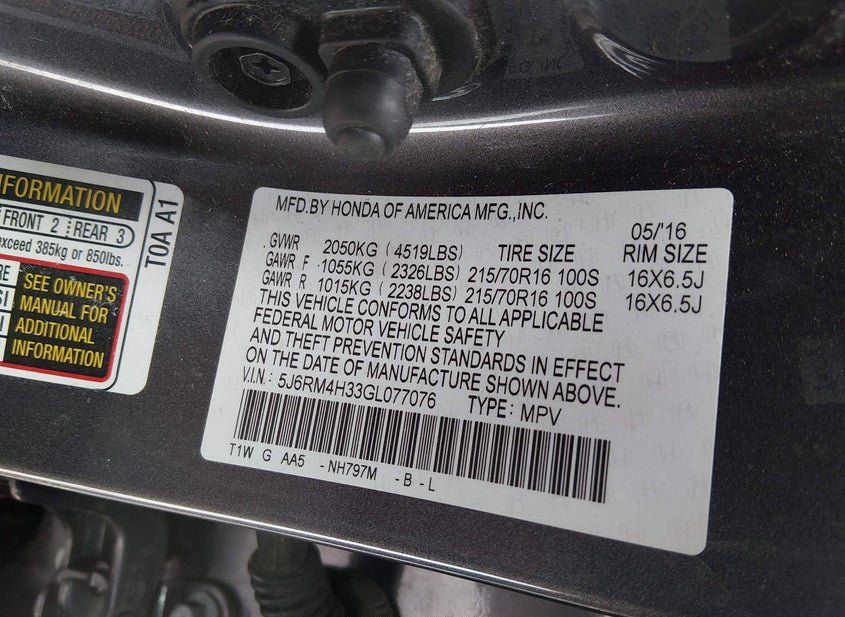 NFORMATION
FRONT 2 REAR 3
exceed 385kg or 850lbs.
RE
SI
N
SEE OWNER'S
MANUAL FOR
ADDITIONAL
INFORMATION
T0A A1
MFD.BY HONDA OF AMERICA MFG.,INC.
05/'16
GVWR 2050KG (4519LBS) TIRE SIZE RIM SIZE
GAWR F 1055KG (2326LBS) 215/70R16 100S 16X6.5J
GAWR R 1015KG (2238LBS) 215/70R16 100S 16X6.5J
THIS VEHICLE CONFORMS TO ALL APPLICABLE
FEDERAL MOTOR VEHICLE SAFETY
AND THEFT PREVENTION STANDARDS IN EFFECT
ON THE DATE OF MANUFACTURE SHOWN ABOVE.
V.I.N.: 5J6RM4H33GL077076 TYPE: MPV
T1W G AA5 - NH797M - B - L